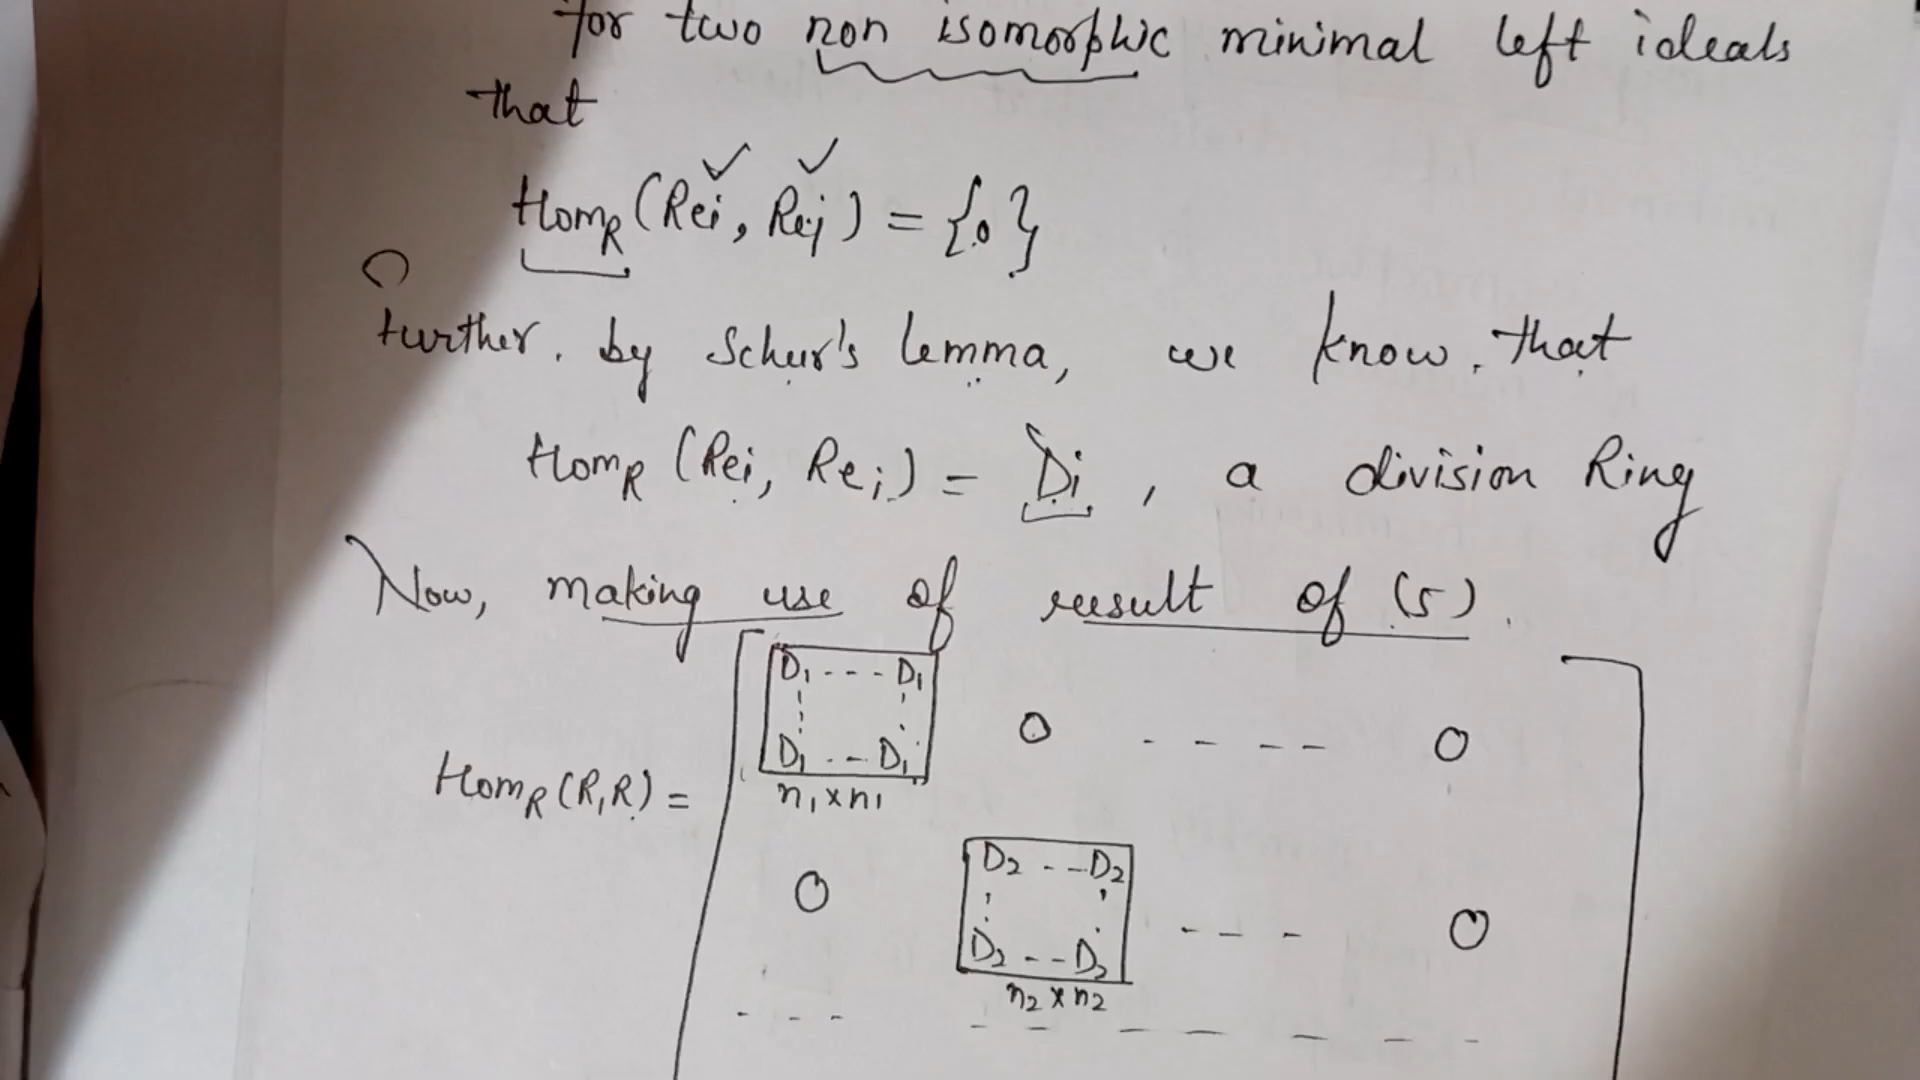 for two non isomorphic minimal left ideals
that
HomR (Rei, Rej) = {0}
Further, by Schur's lemma, we know that
HomR (Rei, Rei) = Di, a division Ring
Now, making use of result of (5).
D1 --- D1
0 ---- 0
D1 -- D1
HomR (R,R) =
n1 x n1
D2 --- D2
0 --- 0
D2 -- D2
n2 x n2